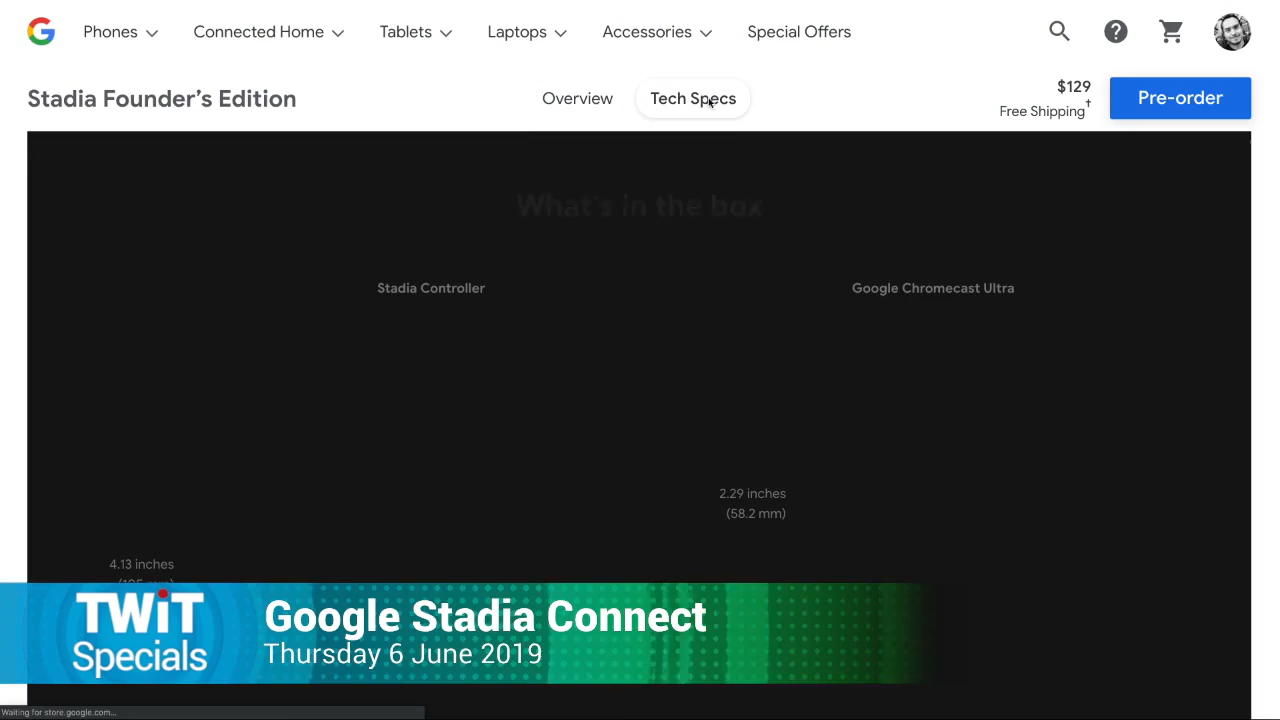 Phones
Connected Home
Tablets
Laptops
Accessories
Special Offers
Stadia Founder’s Edition
Overview
Tech Specs
$129
Free Shipping†
Pre-order
What's in the box
Stadia Controller
Google Chromecast Ultra
2.29 inches
(58.2 mm)
4.13 inches
(105 mm)
TWiT
Specials
Google Stadia Connect
Thursday 6 June 2019
Waiting for store.google.com...